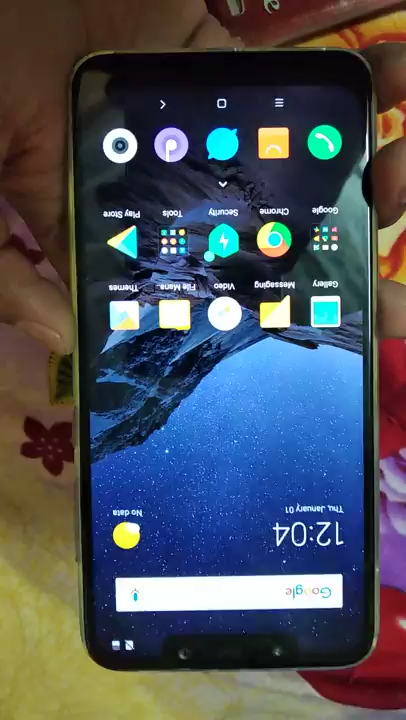 Google
12:04
Thu, January 01
No data
Gallery Messaging Video File Mana Themes
Google Chrome Security Tools Play Store